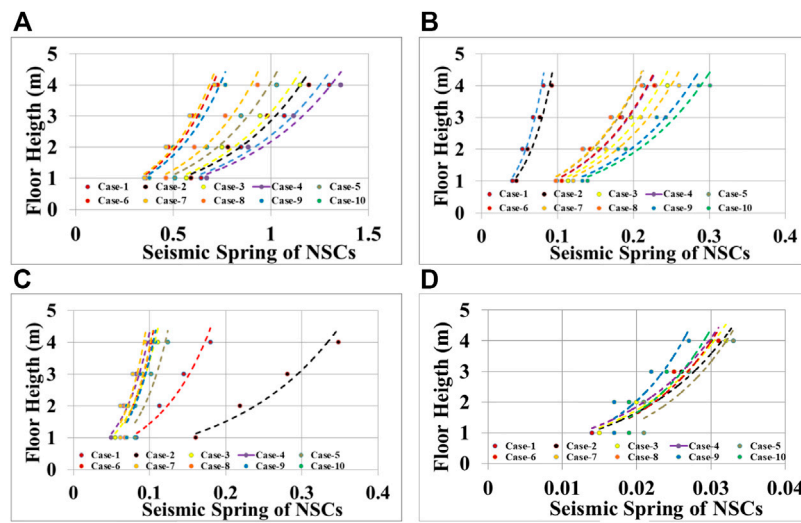 A
Floor Heigth (m)
5
4
3
2
1
0
0
0.5
1
1.5
Case-1 Case-2 Case-3 Case-4 Case-5
Case-6 Case-7 Case-8 Case-9 Case-10
Seismic Spring of NSCs
B
Floor Heigth (m)
5
4
3
2
1
0
0
0.1
0.2
0.3
0.4
Case-1 Case-2 Case-3 Case-4 Case-5
Case-6 Case-7 Case-8 Case-9 Case-10
Seismic Spring of NSCs
C
Floor Heigth (m)
5
4
3
2
1
0
0
0.1
0.2
0.3
0.4
Case-1 Case-2 Case-3 Case-4 Case-5
Case-6 Case-7 Case-8 Case-9 Case-10
Seismic Spring of NSCs
D
Floor Heigth (m)
5
4
3
2
1
0
0
0.01
0.02
0.03
0.04
Case-1 Case-2 Case-3 Case-4 Case-5
Case-6 Case-7 Case-8 Case-9 Case-10
Seismic Spring of NSCs